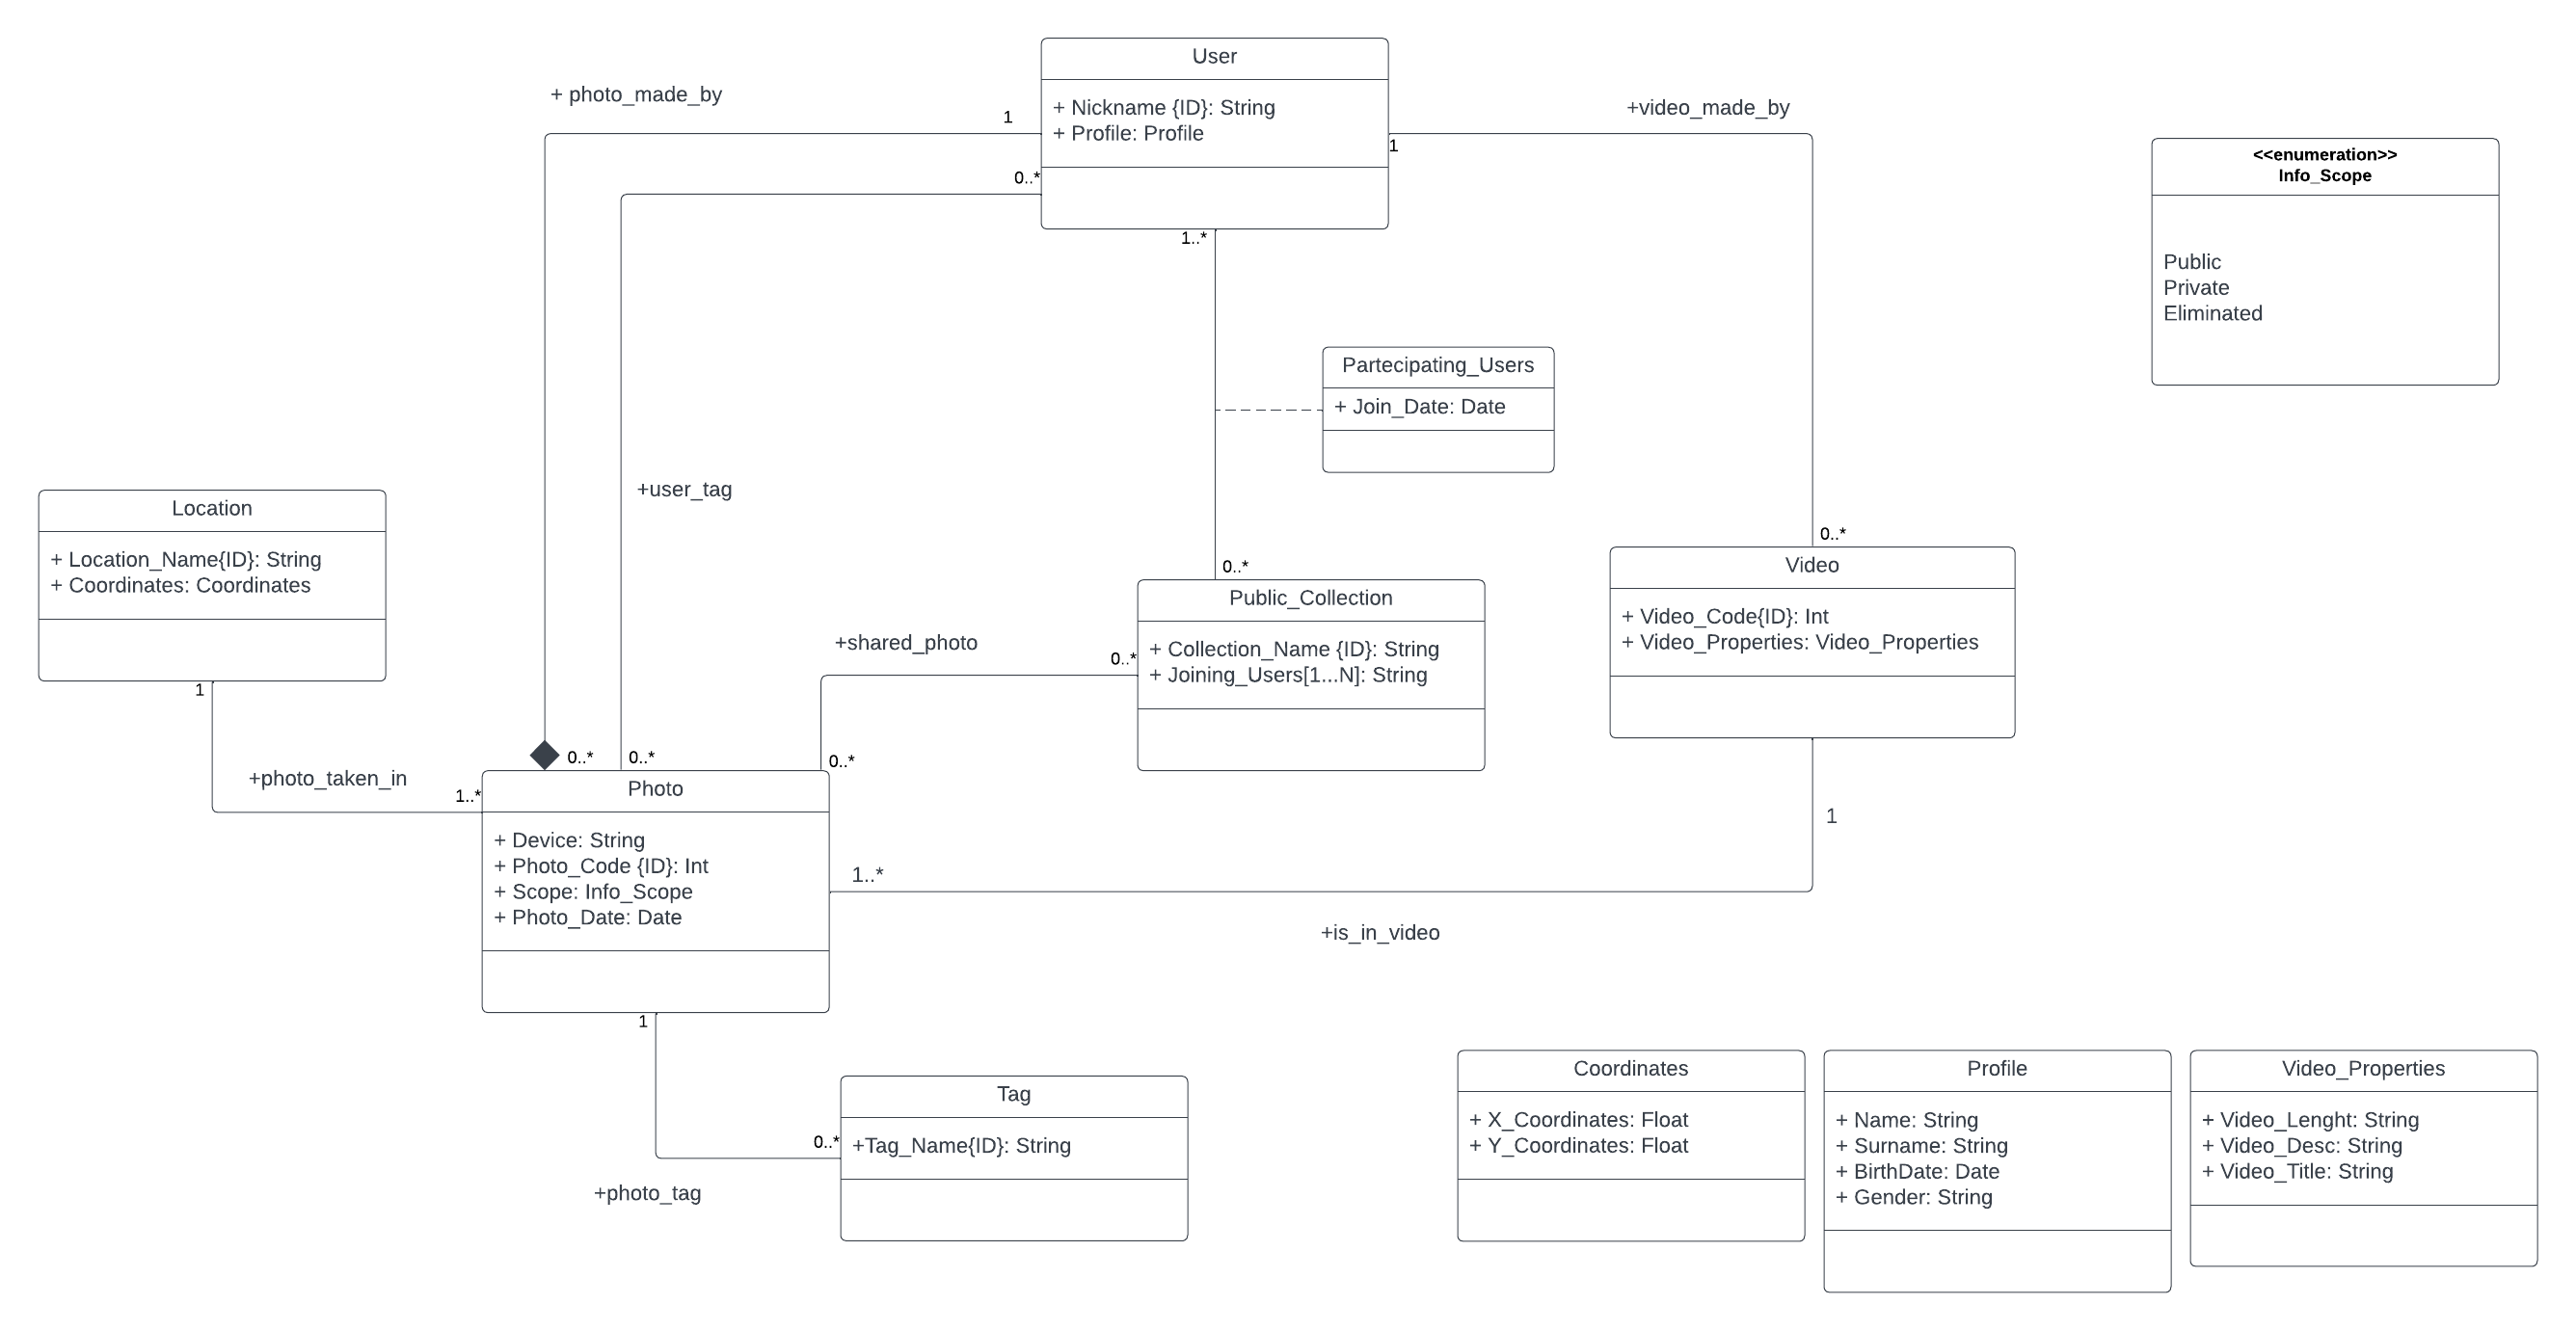 User
+ Nickname {ID}: String
+ Profile: Profile
+ photo_made_by
1
0..*
+video_made_by
1
1..*
<<enumeration>>
Info_Scope
Public
Private
Eliminated
Partecipating_Users
+ Join_Date: Date
+user_tag
Location
+ Location_Name{ID}: String
+ Coordinates: Coordinates
1
+photo_taken_in
1..*
0..*
Public_Collection
+ Collection_Name {ID}: String
+ Joining_Users[1...N]: String
+shared_photo
0..*
0..*
Video
+ Video_Code{ID}: Int
+ Video_Properties: Video_Properties
1
0..*
0..*
0..*
Photo
+ Device: String
+ Photo_Code {ID}: Int
+ Scope: Info_Scope
+ Photo_Date: Date
1..*
+is_in_video
1
0..*
+photo_tag
Tag
+Tag_Name{ID}: String
Coordinates
+ X_Coordinates: Float
+ Y_Coordinates: Float
Profile
+ Name: String
+ Surname: String
+ BirthDate: Date
+ Gender: String
Video_Properties
+ Video_Lenght: String
+ Video_Desc: String
+ Video_Title: String